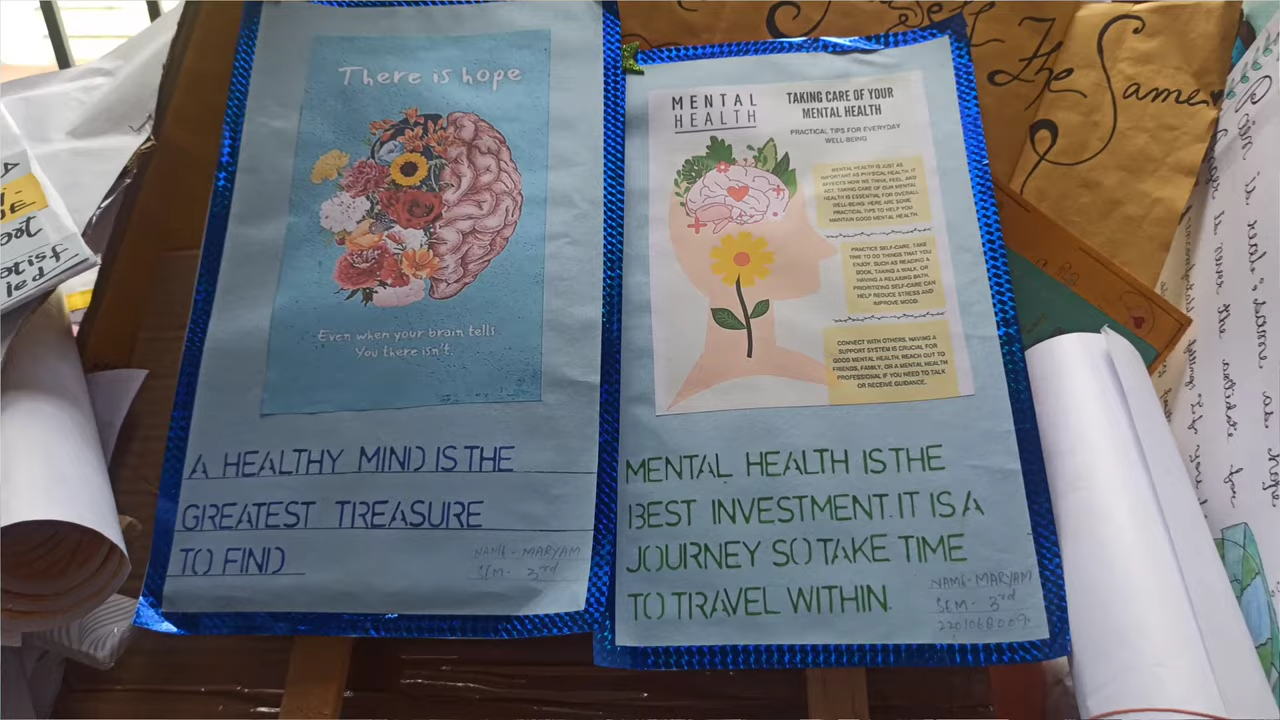 There is hope
Even when your brain tells
You there isn't.
A HEALTHY MIND IS THE
GREATEST TREASURE
TO FIND
NAME - MARYAM
SEM - 3rd
MENTAL
HEALTH
TAKING CARE OF YOUR
MENTAL HEALTH
PRACTICAL TIPS FOR EVERYDAY
WELL-BEING
MENTAL HEALTH IS JUST AS
IMPORTANT AS PHYSICAL HEALTH. IT
AFFECTS HOW WE THINK, FEEL, AND
ACT. TAKING CARE OF OUR MENTAL
HEALTH IS ESSENTIAL FOR OVERALL
WELL-BEING. HERE ARE SOME
PRACTICAL TIPS TO HELP YOU
MAINTAIN GOOD MENTAL HEALTH.
PRACTICE SELF-CARE. TAKE
TIME TO DO THINGS THAT YOU
ENJOY, SUCH AS READING A
BOOK, TAKING A WALK, OR
HAVING A RELAXING BATH.
PRIORITIZING SELF-CARE CAN
HELP REDUCE STRESS AND
IMPROVE MOOD.
CONNECT WITH OTHERS. HAVING A
SUPPORT SYSTEM IS CRUCIAL FOR
GOOD MENTAL HEALTH. REACH OUT TO
FRIENDS, FAMILY, OR A MENTAL HEALTH
PROFESSIONAL IF YOU NEED TO TALK
OR RECEIVE GUIDANCE.
MENTAL HEALTH IS THE
BEST INVESTMENT. IT IS A
JOURNEY SO TAKE TIME
TO TRAVEL WITHIN.
NAME - MARYAM
SEM - 3rd
The Same
Pain is real, same as hope